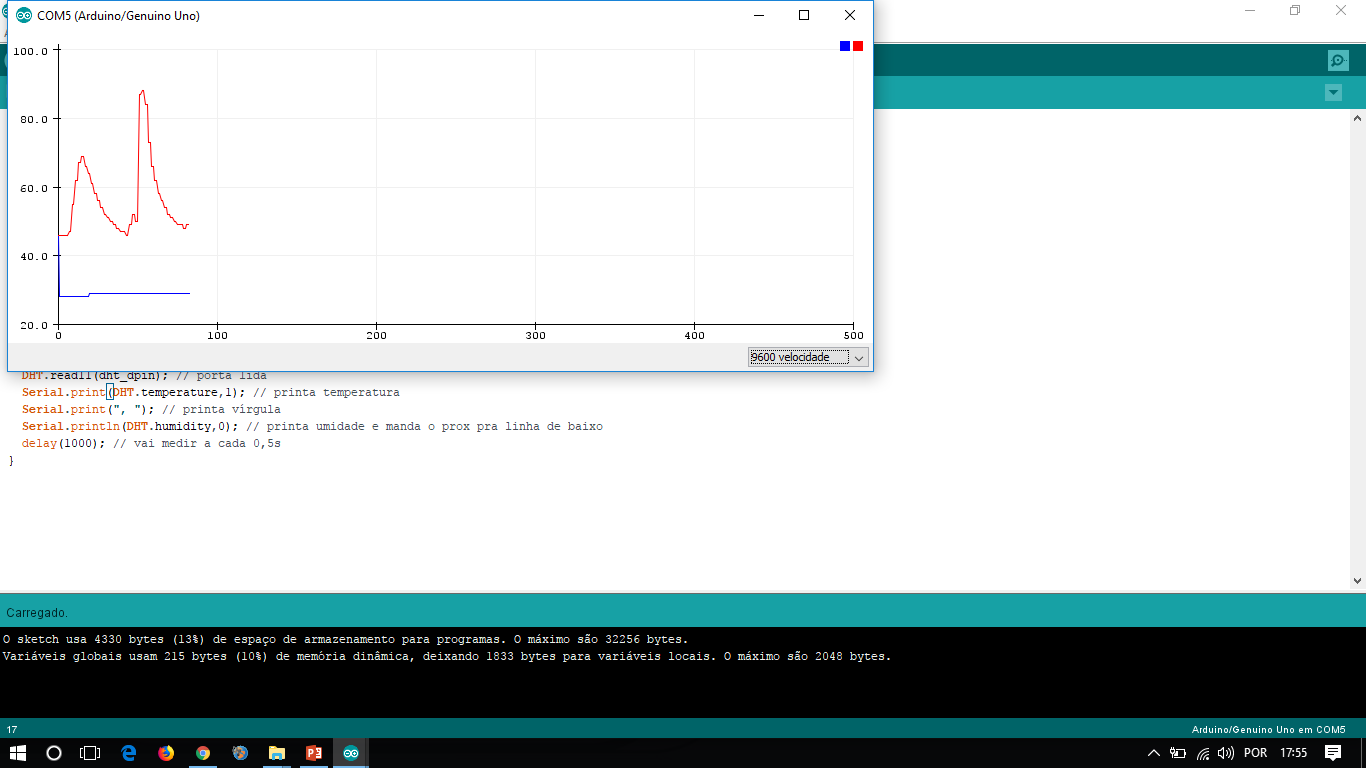 COM5 (Arduino/Genuino Uno)
100.0
80.0
60.0
40.0
20.0
0 100 200 300 400 500
9600 velocidade
DHT.read11(dht_dpin); // porta lida
Serial.print(DHT.temperature,1); // printa temperatura
Serial.print(", "); // printa vírgula
Serial.println(DHT.humidity,0); // printa umidade e manda o prox pra linha de baixo
delay(1000); // vai medir a cada 0,5s
}
Carregado.
O sketch usa 4330 bytes (13%) de espaço de armazenamento para programas. O máximo são 32256 bytes.
Variáveis globais usam 215 bytes (10%) de memória dinâmica, deixando 1833 bytes para variáveis locais. O máximo são 2048 bytes.
17
Arduino/Genuino Uno em COM5
POR 17:55